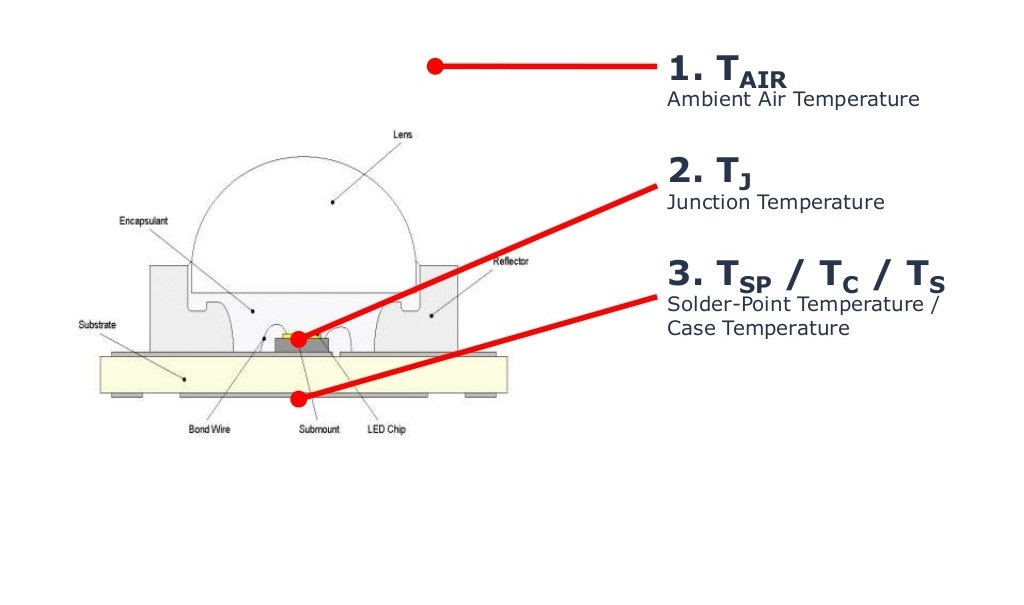 1. TAIR
Ambient Air Temperature
Lens
2. TJ
Junction Temperature
Encapsulant
Reflector
3. TSP / TC / TS
Solder-Point Temperature /
Case Temperature
Substrate
Bond Wire
Submount
LED Chip